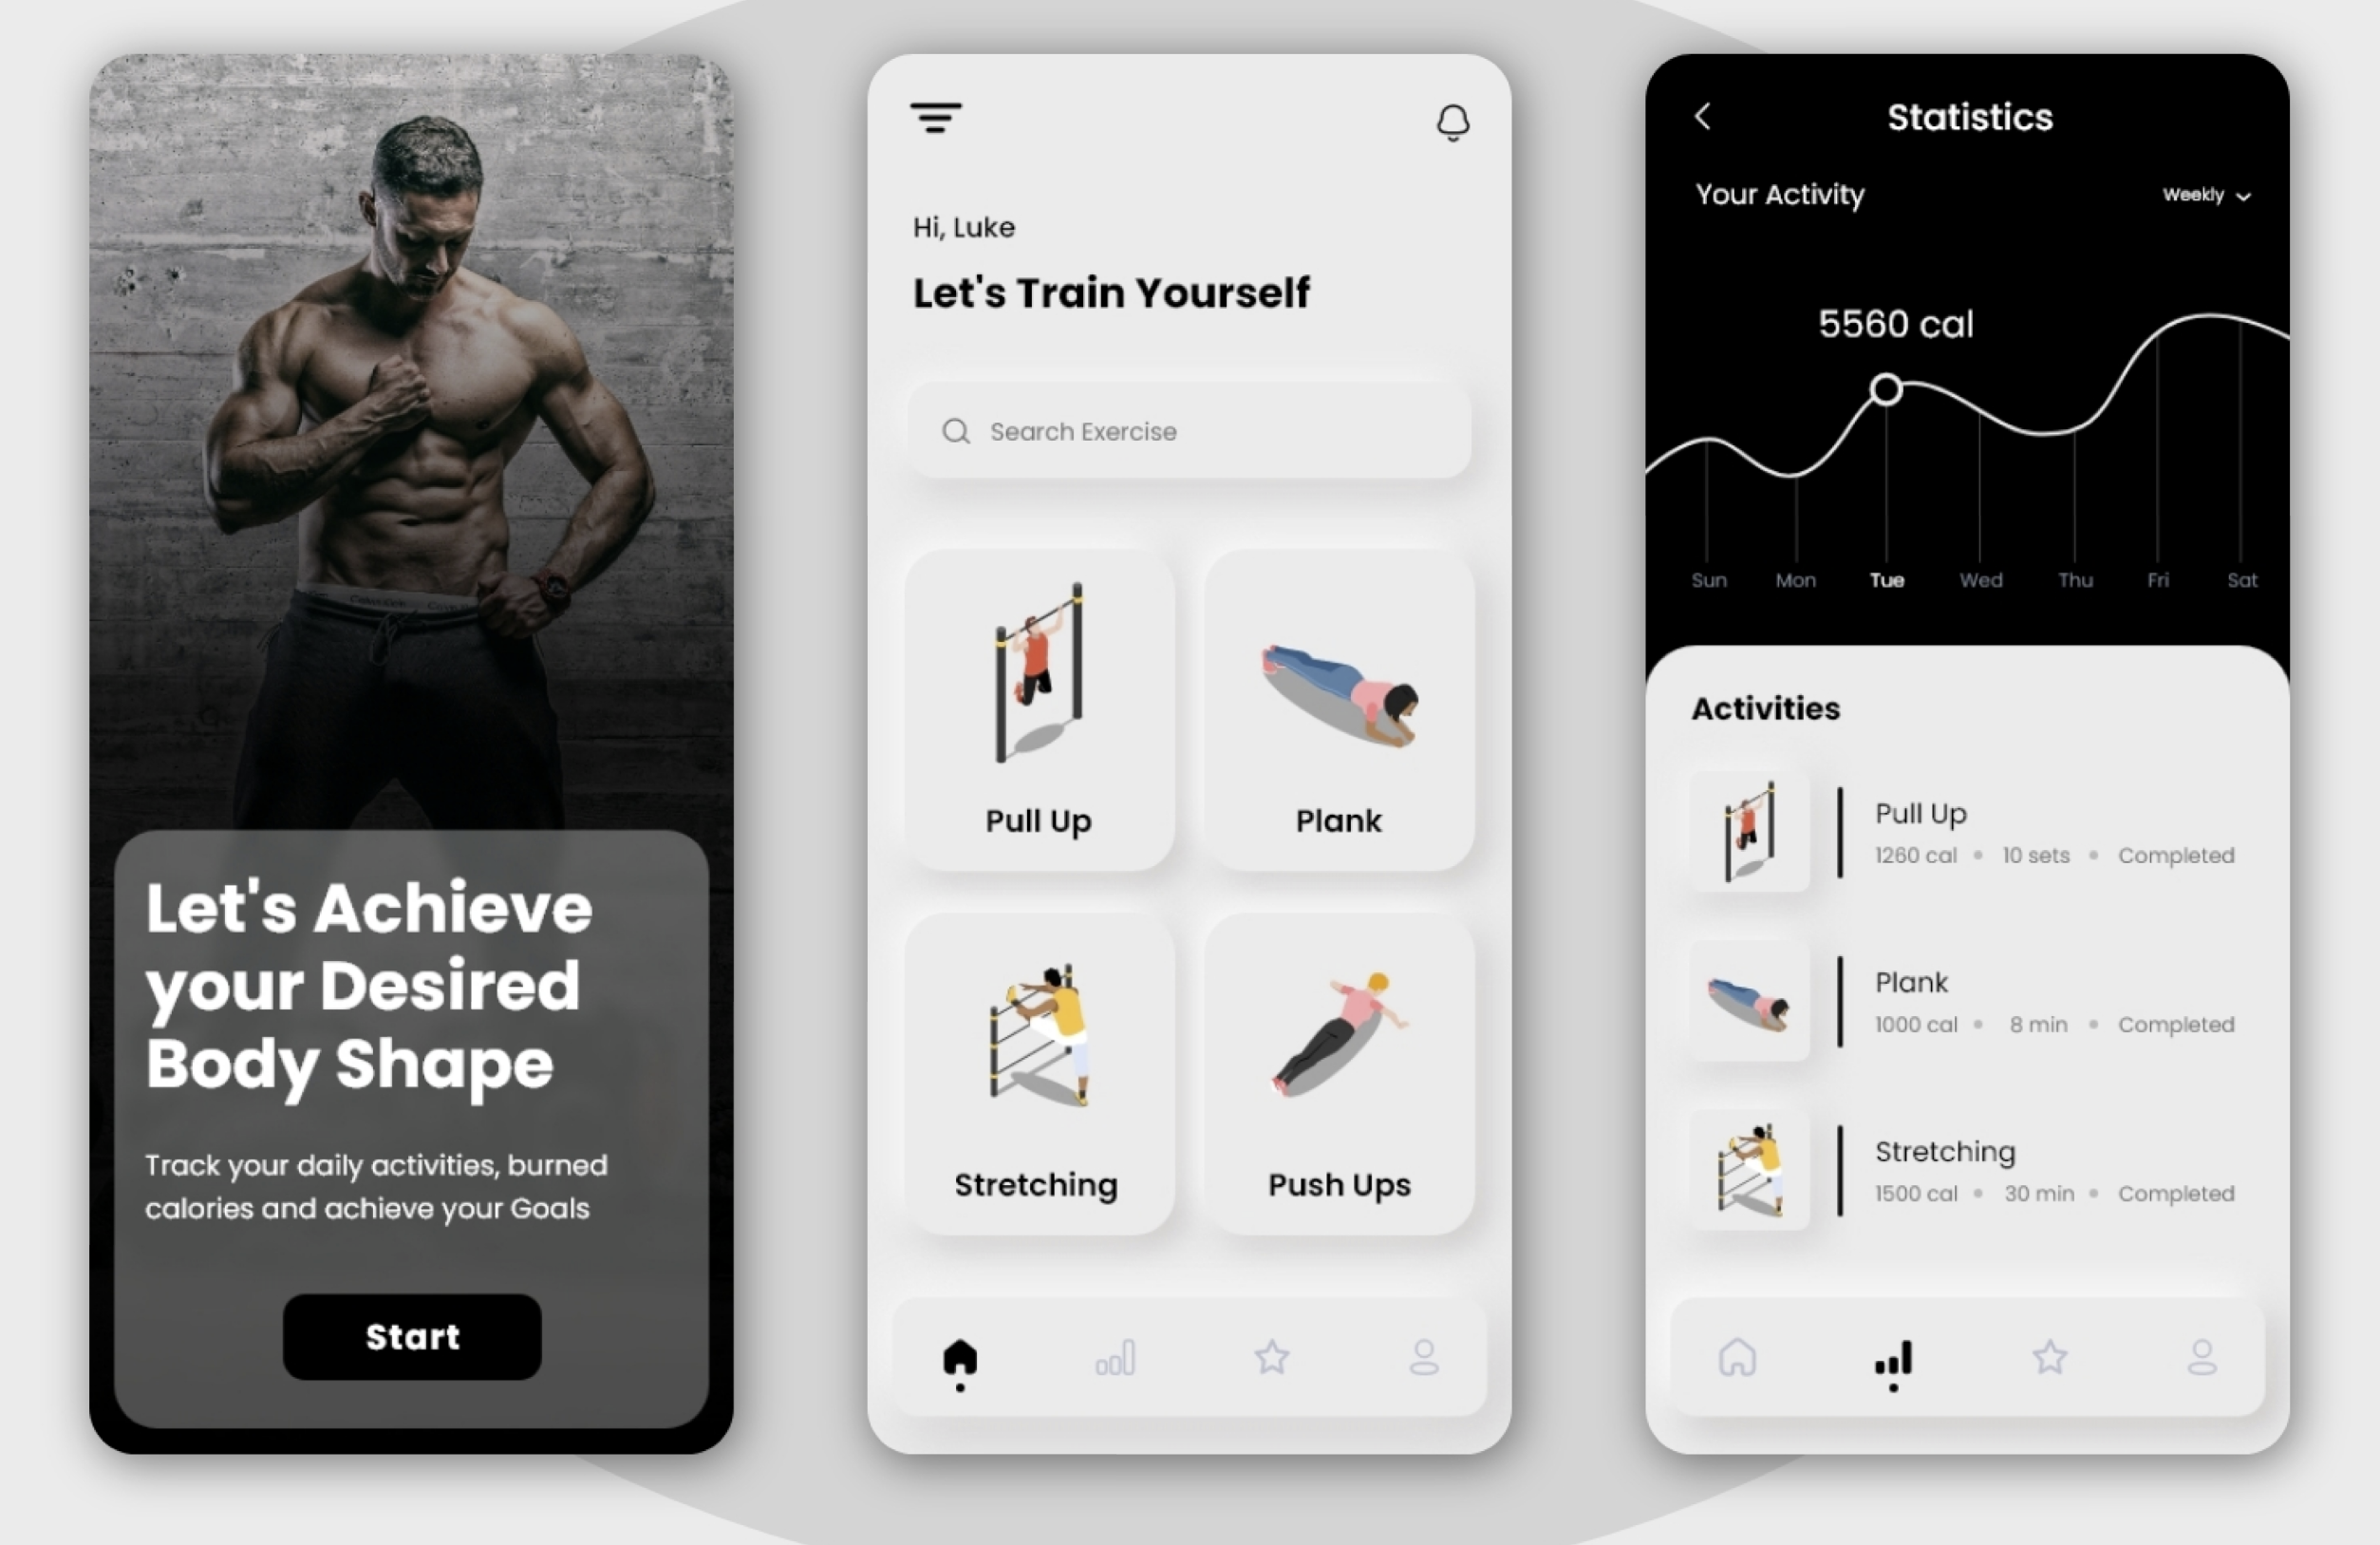 Let's Achieve
your Desired
Body Shape
Track your daily activities, burned
calories and achieve your Goals
Start
Hi, Luke
Let's Train Yourself
Search Exercise
Pull Up
Plank
Stretching
Push Ups
Statistics
Your Activity
Weekly
5560 cal
Sun Mon Tue Wed Thu Fri Sat
Activities
Pull Up
1260 cal • 10 sets • Completed
Plank
1000 cal • 8 min • Completed
Stretching
1500 cal • 30 min • Completed